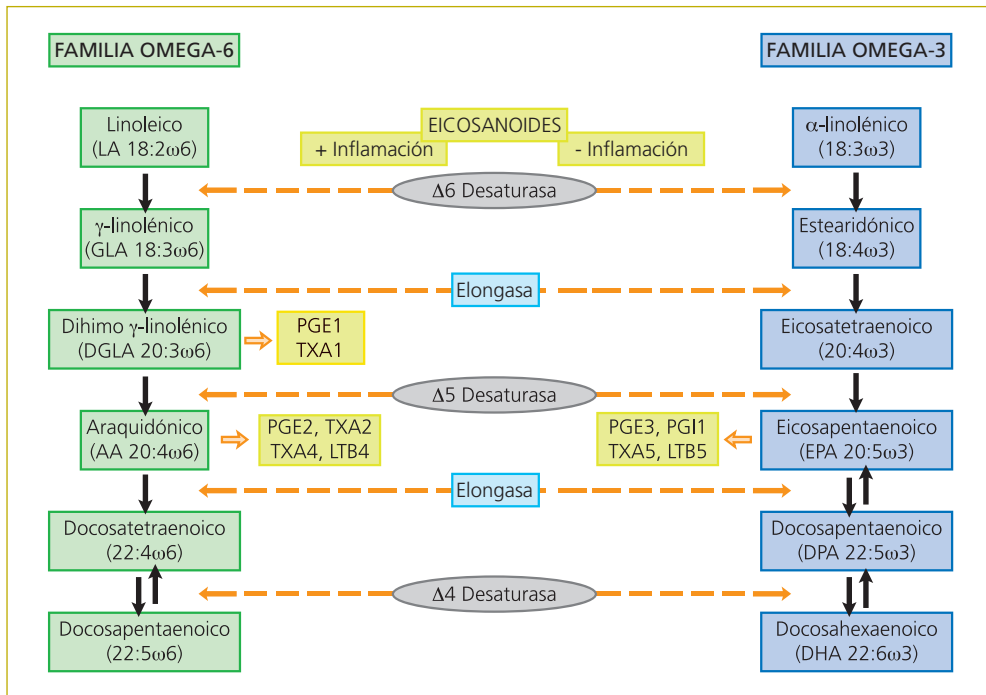 FAMILIA OMEGA-6
FAMILIA OMEGA-3
Linoleico
(LA 18:2ω6)
EICOSANOIDES
+ Inflamación
- Inflamación
α-linolénico
(18:3ω3)
Δ6 Desaturasa
γ-linolénico
(GLA 18:3ω6)
Estearidónico
(18:4ω3)
Elongasa
Dihimo γ-linolénico
(DGLA 20:3ω6)
PGE1
TXA1
Eicosatetraenoico
(20:4ω3)
Δ5 Desaturasa
Araquidónico
(AA 20:4ω6)
PGE2, TXA2
TXA4, LTB4
PGE3, PGI1
TXA5, LTB5
Eicosapentaenoico
(EPA 20:5ω3)
Elongasa
Docosatetraenoico
(22:4ω6)
Docosapentaenoico
(DPA 22:5ω3)
Δ4 Desaturasa
Docosapentaenoico
(22:5ω6)
Docosahexaenoico
(DHA 22:6ω3)